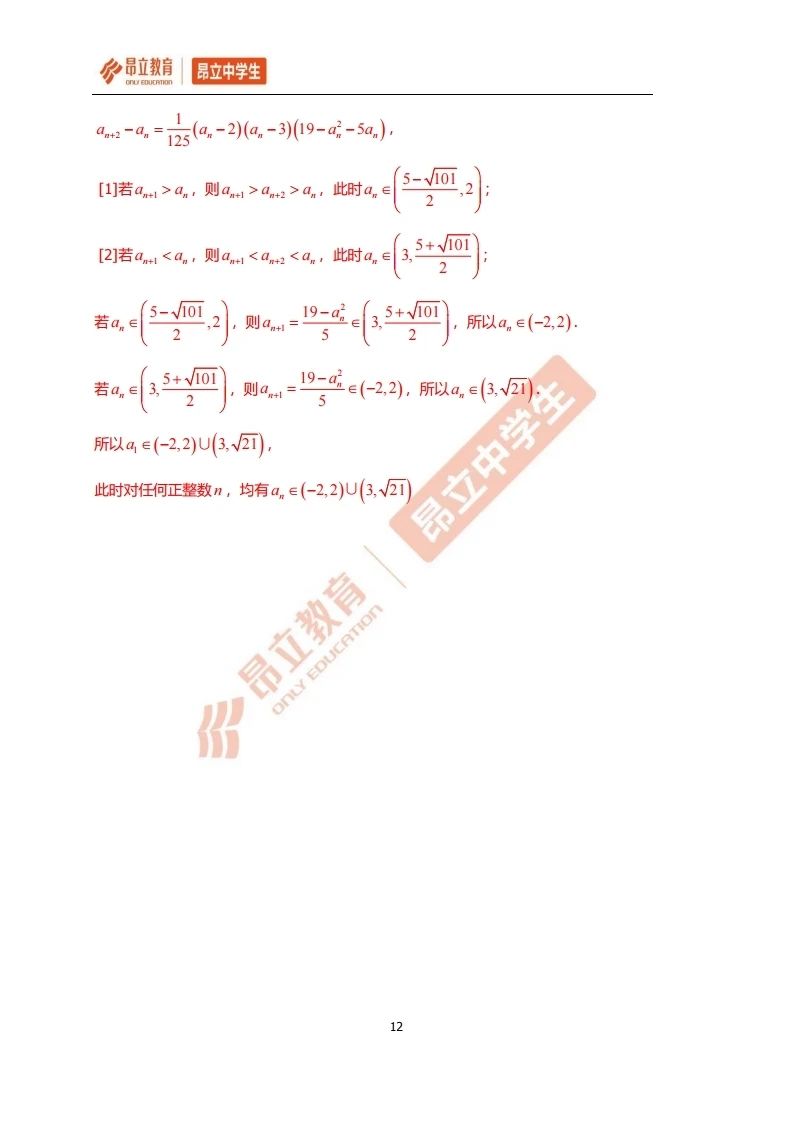 昂立教育 ONLY EDUCATION 昂立中学生
$a_{n+2}-a_n=\frac{1}{125}(a_n-2)(a_n-3)(19-a_n^2-5a_n)$，
[1]若$a_{n+1}>a_n$，则$a_{n+1}>a_{n+2}>a_n$，此时$a_n\in\left(\frac{5-\sqrt{101}}{2},2\right)$；
[2]若$a_{n+1}<a_n$，则$a_{n+1}<a_{n+2}<a_n$，此时$a_n\in\left(3,\frac{5+\sqrt{101}}{2}\right)$；
若$a_n\in\left(\frac{5-\sqrt{101}}{2},2\right)$，则$a_{n+1}=\frac{19-a_n^2}{5}\in\left(3,\frac{5+\sqrt{101}}{2}\right)$，所以$a_n\in(-2,2)$．
若$a_n\in\left(3,\frac{5+\sqrt{101}}{2}\right)$，则$a_{n+1}=\frac{19-a_n^2}{5}\in(-2,2)$，所以$a_n\in(3,\sqrt{21})$．
所以$a_1\in(-2,2)\cup(3,\sqrt{21})$，
此时对任何正整数$n$，均有$a_n\in(-2,2)\cup(3,\sqrt{21})$
昂立教育 ONLY EDUCATION 昂立中学生
12